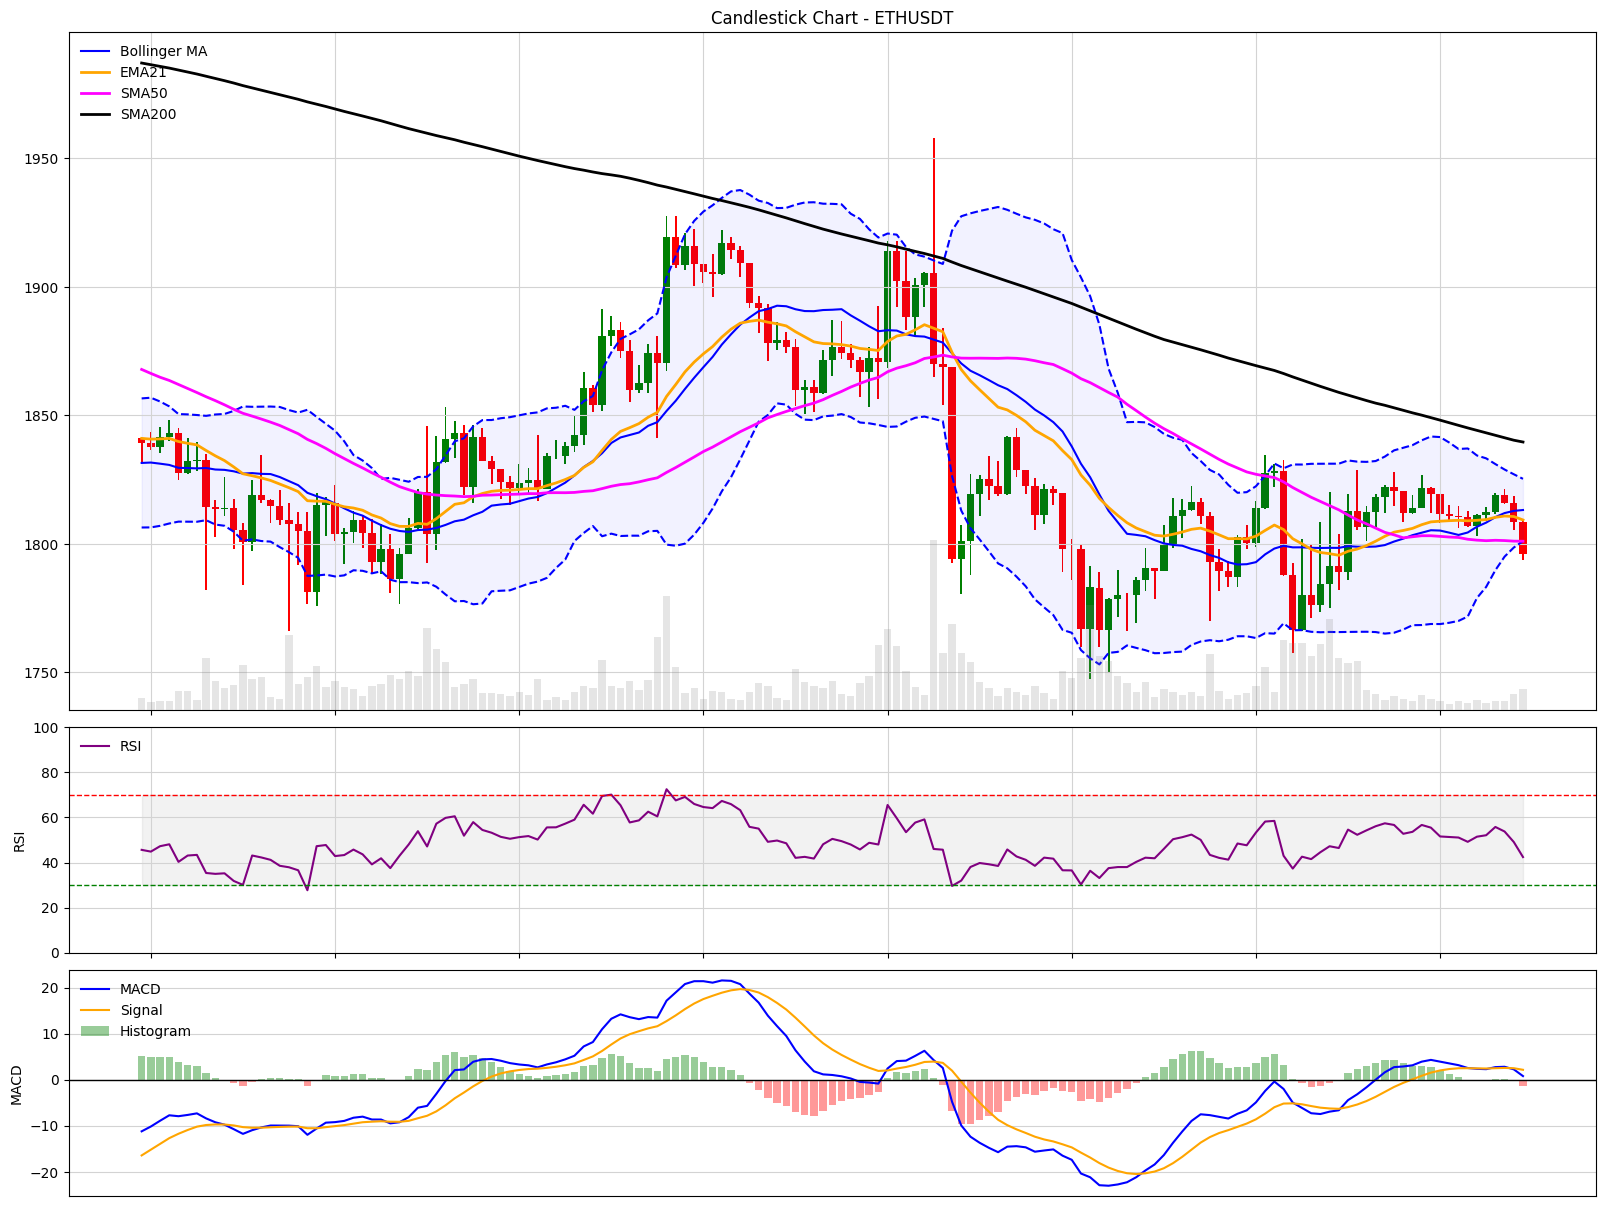 Candlestick Chart - ETHUSDT
Bollinger MA
EMA21
SMA50
SMA200
1950
1900
1850
1800
1750
100
RSI
80
60
RSI
40
20
0
20
MACD
Signal
10
Histogram
0
MACD
−10
−20